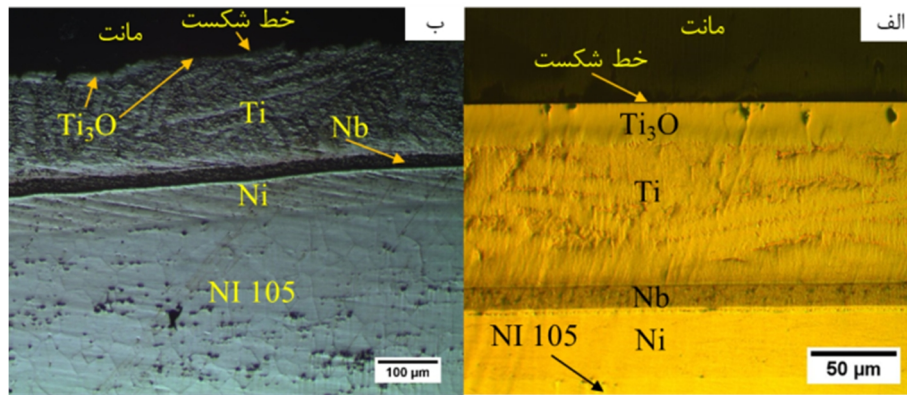 الف
مانت
خط شکست
Ti₃O
Ti
Nb
NI 105
Ni
50 μm
ب
مانت
خط شکست
Ti₃O
Ti
Nb
Ni
NI 105
100 μm